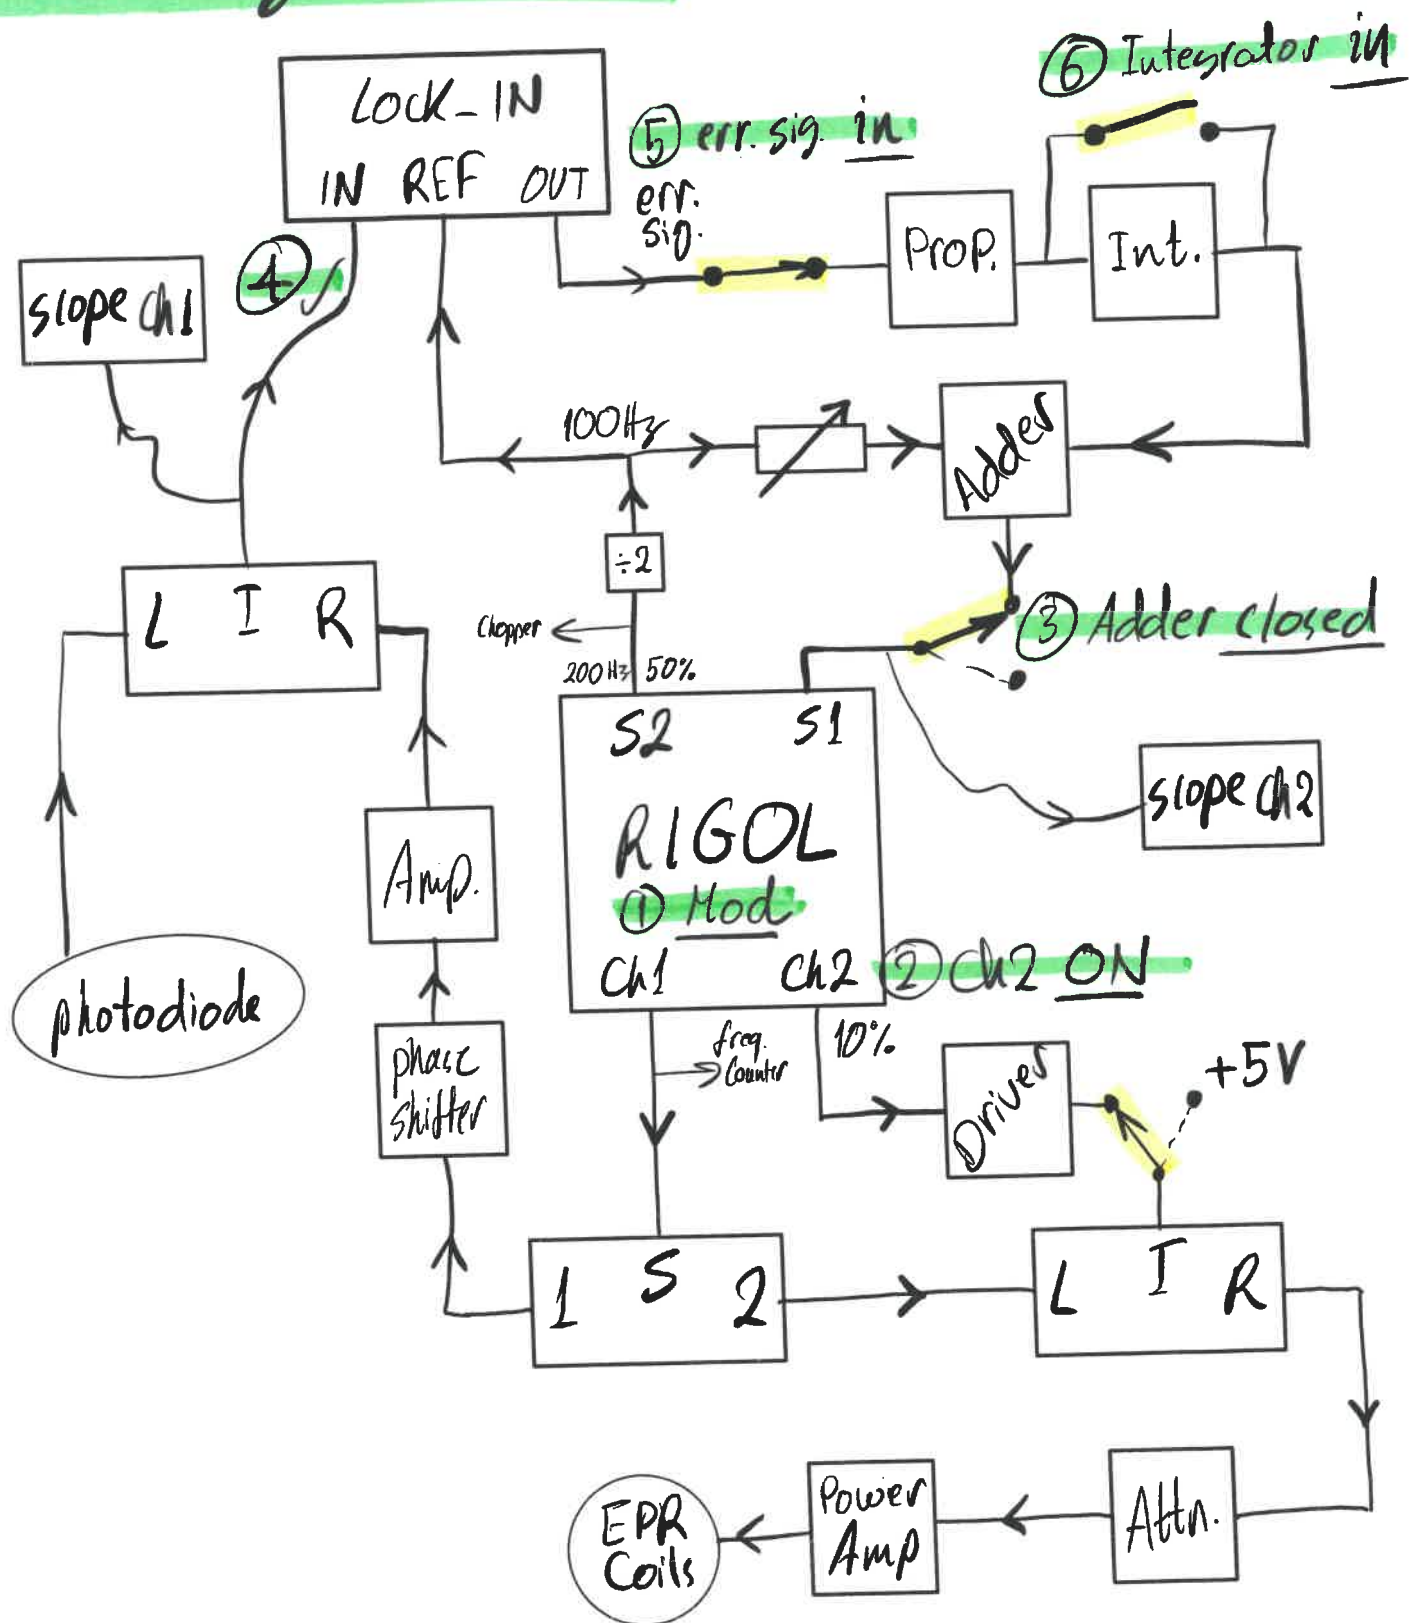 ⑥ Integrator in
Lock-IN
IN REF OUT
⑤ err. sig. in
err.
sig.
Prop.
Int.
④
slope ch1
100Hz
Adder
÷2
Chopper
200Hz 50%
③ Adder closed
L I R
S2 S1
RIGOL
① Mod
Ch1 Ch2
② Ch2 ON
slope ch2
Amp.
photodiode
phase
shifter
freq.
Counter
10%
Driver
+5V
1 S 2
L I R
EPR
Coils
Power
Amp
Attn.